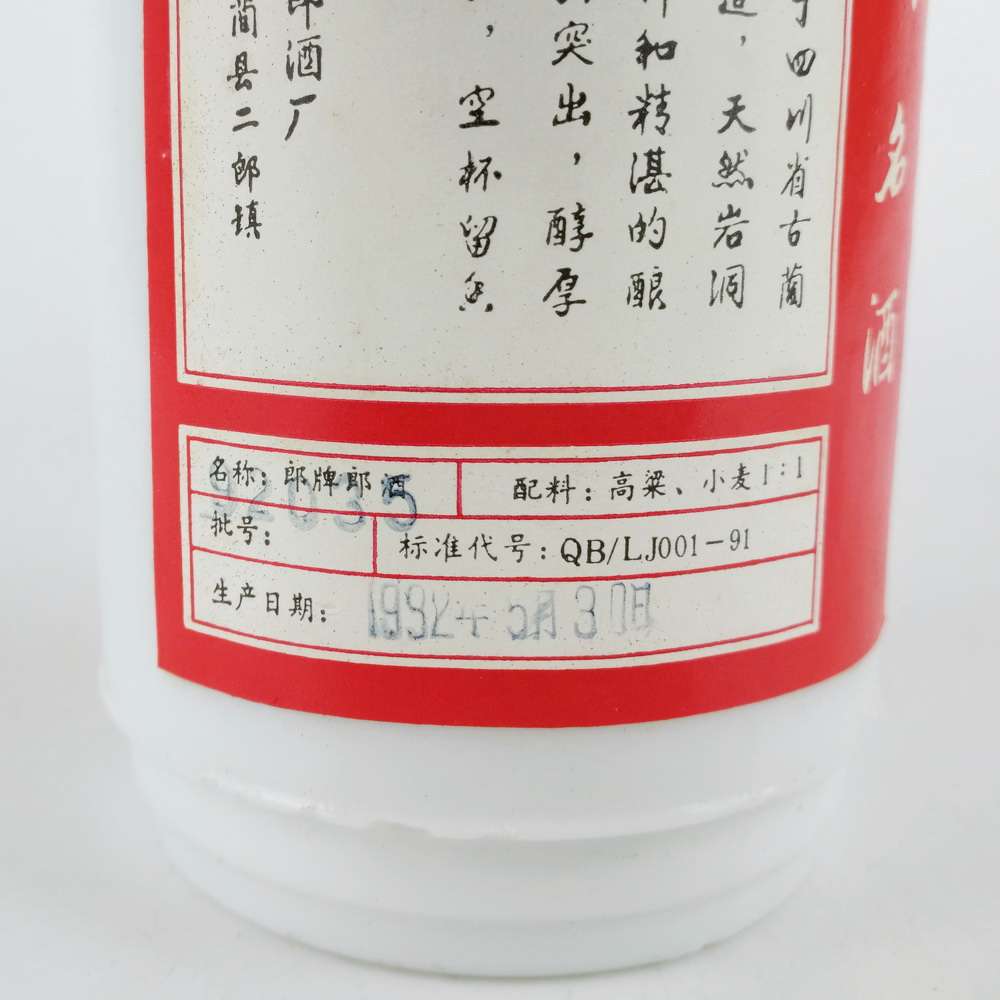 名酒
四川省古蔺
，天然岩洞
和精湛的酿
突出，醇厚
，空杯留香
郎酒厂
蔺县二郎镇
名称：郎牌郎酒
配料：高粱、小麦1：1
批号：
92035
标准代号：QB/LJ001－91
生产日期：1992年5月30日